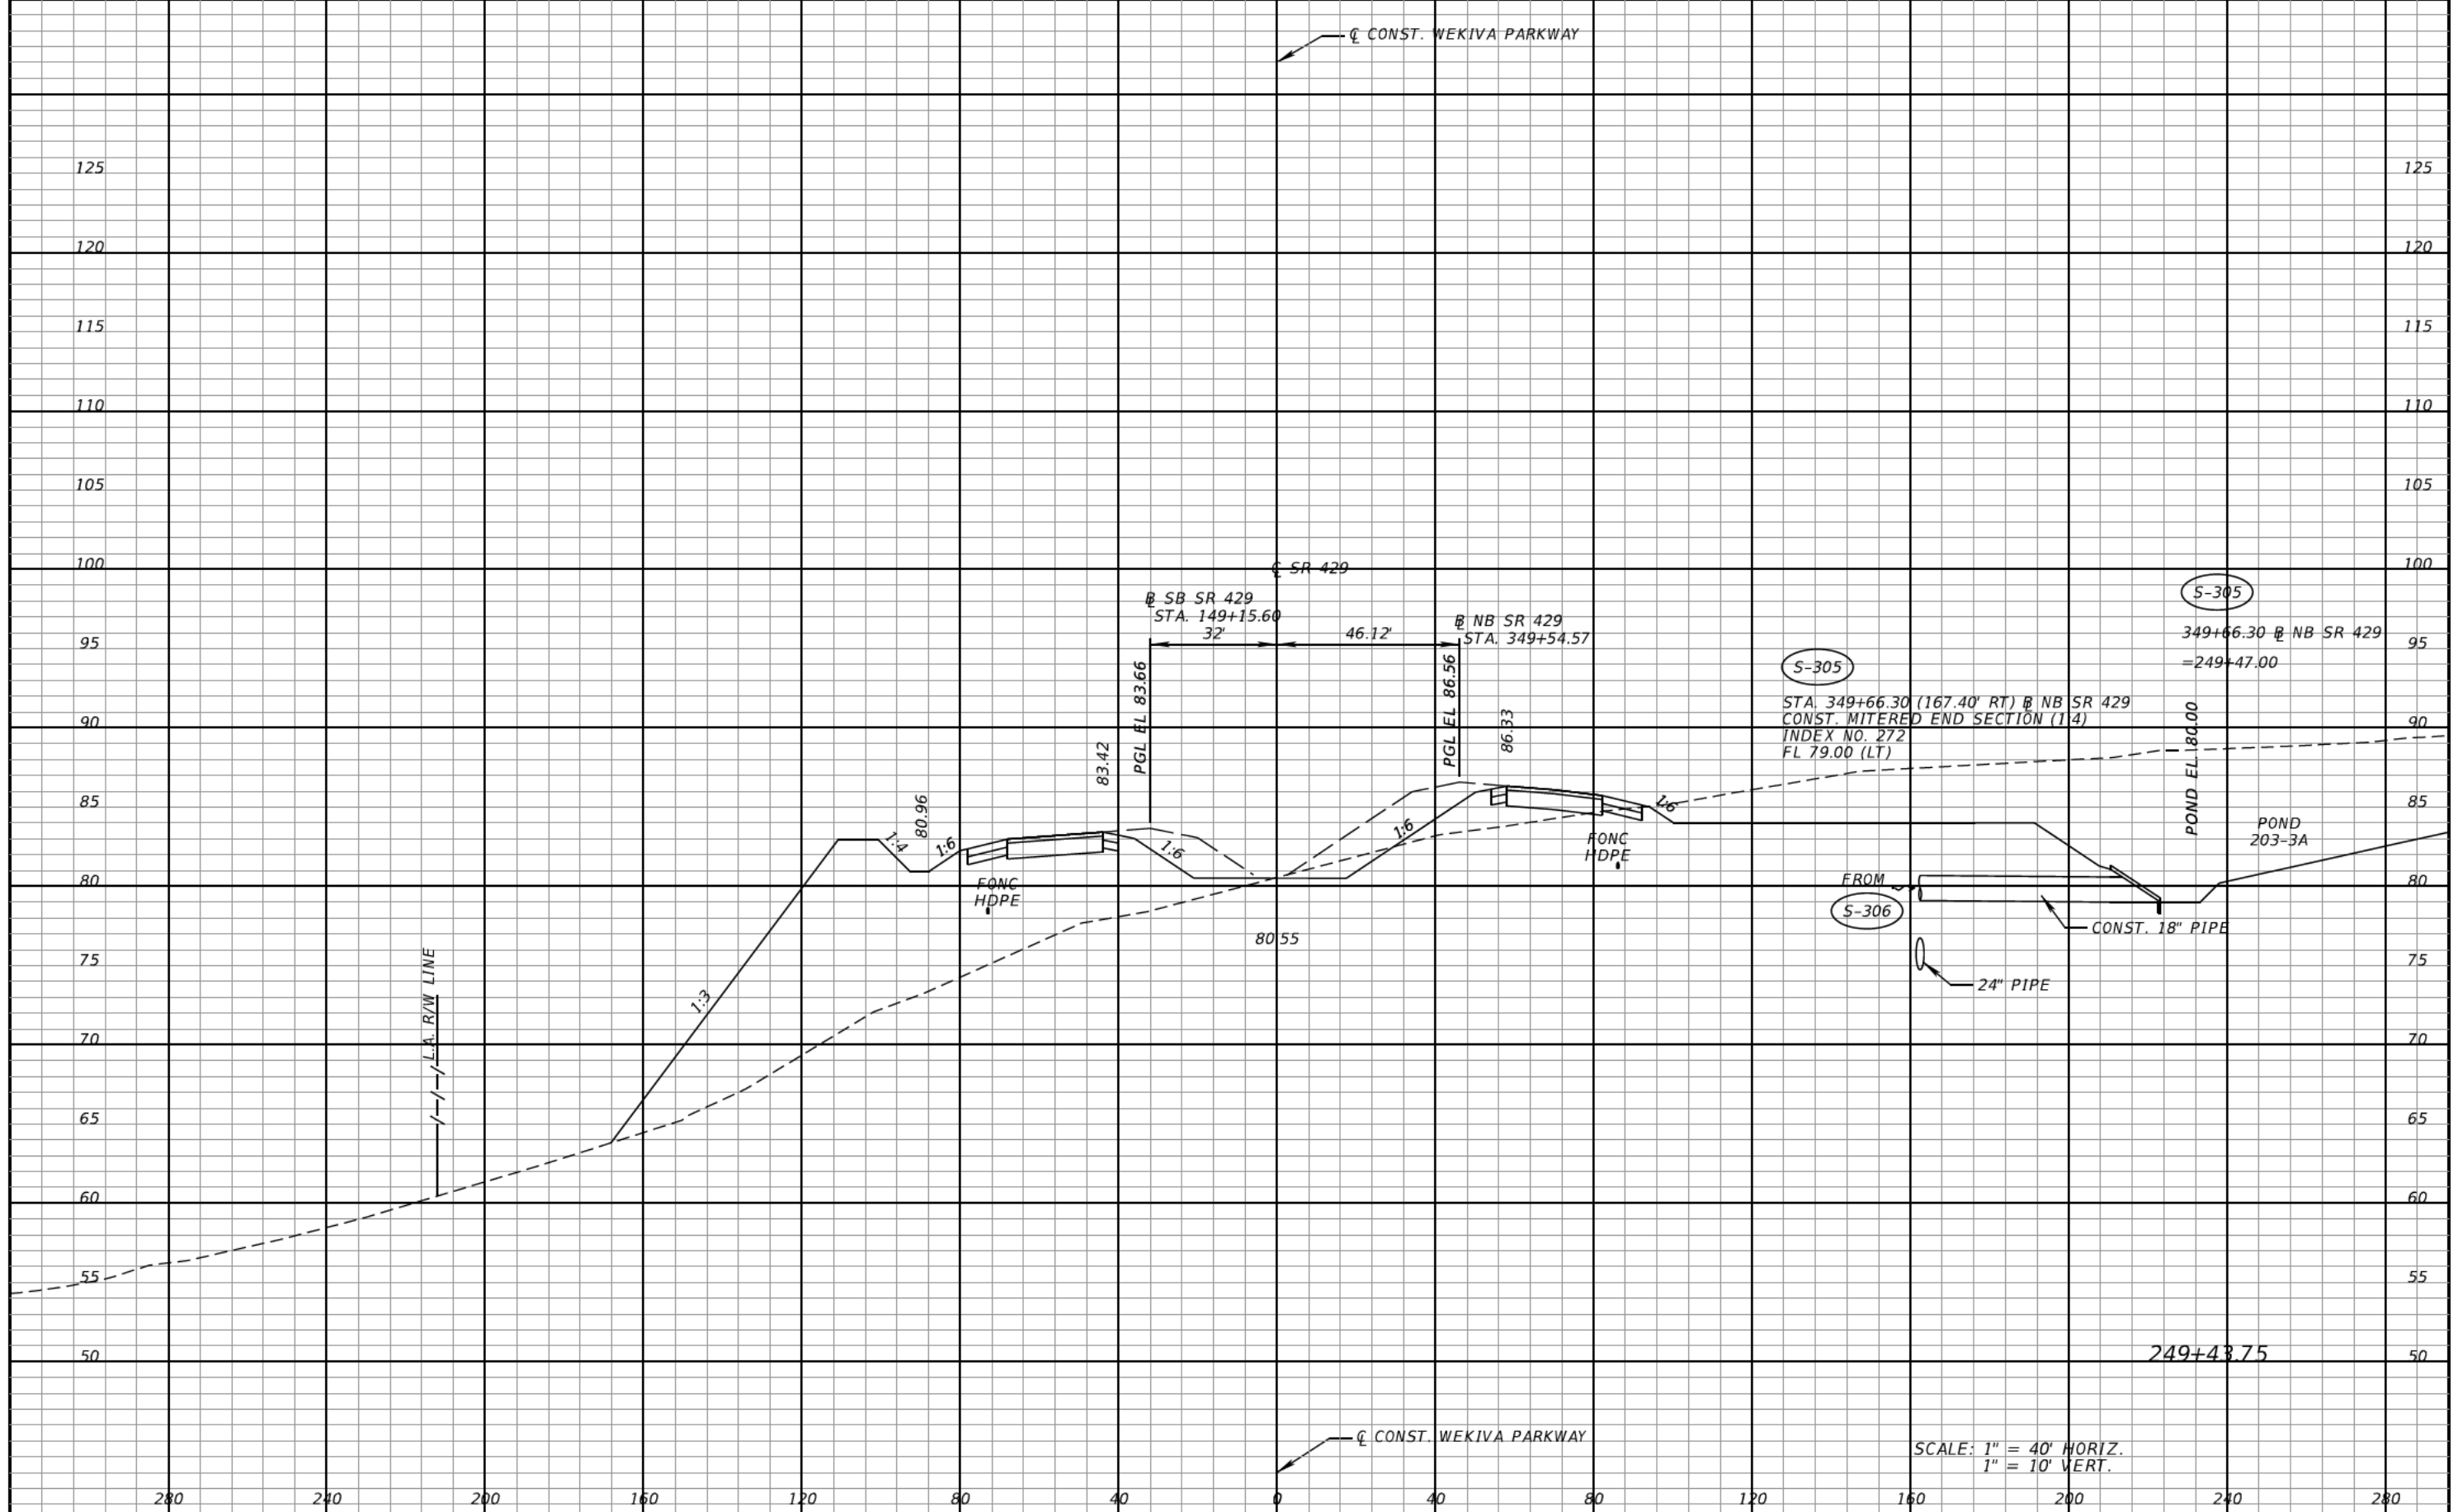 ℄ CONST. WEKIVA PARKWAY
125 125
120 120
115 115
110 110
105 105
100 100
℄ SR 429
S-305
B̵L SB SR 429
STA. 149+15.60
32'
46.12'
B̵L NB SR 429
STA. 349+54.57
349+66.30 B̵L NB SR 429
95 95
=249+47.00
S-305
PGL EL 83.66
PGL EL 86.56
STA. 349+66.30 (167.40' RT) B̵L NB SR 429
CONST. MITERED END SECTION (1:4)
INDEX NO. 272
FL 79.00 (LT)
90 90
86.33
83.42
POND EL.80.00
85 85
80.96
1:4
1:6
1:6
1:6
1:6
FONC
HDPE
POND
203-3A
80 80
FONC
HDPE
FROM
S-306
CONST. 18" PIPE
80.55
75 75
L.A. R/W LINE
24" PIPE
1:3
70 70
65 65
60 60
55 55
50 50
249+43.75
℄ CONST. WEKIVA PARKWAY
SCALE: 1" = 40' HORIZ.
1" = 10' VERT.
280 240 200 160 120 80 40 0 40 80 120 160 200 240 280